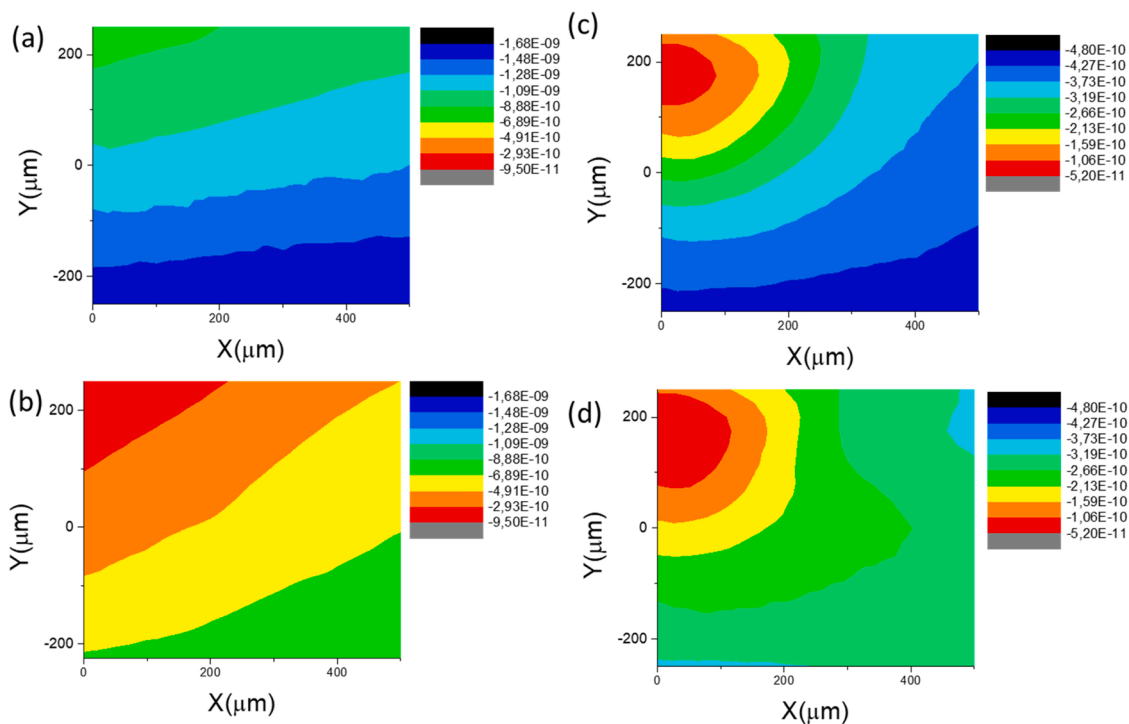 (a)
200
0
-200
Y(μm)
0
200
400
X(μm)
-1,68E-09
-1,48E-09
-1,28E-09
-1,09E-09
-8,88E-10
-6,89E-10
-4,91E-10
-2,93E-10
-9,50E-11
(c)
200
0
-200
Y(μm)
0
200
400
X(μm)
-4,80E-10
-4,27E-10
-3,73E-10
-3,19E-10
-2,66E-10
-2,13E-10
-1,59E-10
-1,06E-10
-5,20E-11
(b)
200
0
-200
Y(μm)
0
200
400
X(μm)
-1,68E-09
-1,48E-09
-1,28E-09
-1,09E-09
-8,88E-10
-6,89E-10
-4,91E-10
-2,93E-10
-9,50E-11
(d)
200
0
-200
Y(μm)
0
200
400
X(μm)
-4,80E-10
-4,27E-10
-3,73E-10
-3,19E-10
-2,66E-10
-2,13E-10
-1,59E-10
-1,06E-10
-5,20E-11